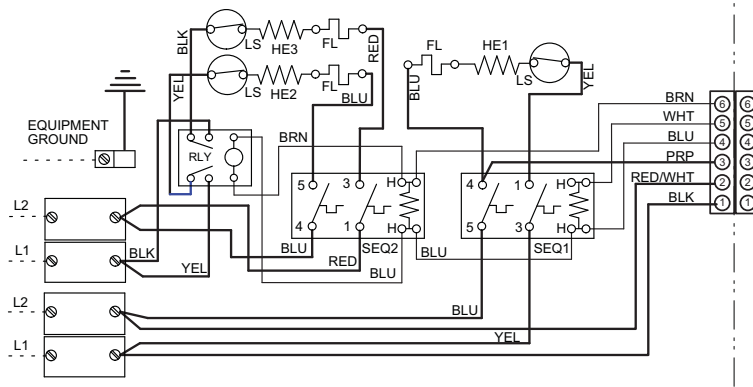 BLK
LS
HE3
FL
RED
YEL
LS
HE2
FL
BLU
FL
HE1
LS
BLU
YEL
EQUIPMENT
GROUND
RLY
BRN
BRN
WHT
BLU
PRP
RED/WHT
BLK
6
6
5
5
4
4
3
3
2
2
1
1
5
3
H
4
1
H
SEQ2
4
1
H
5
3
H
SEQ1
L2
L1
BLK
YEL
BLU
RED
BLU
BLU
L2
L1
BLU
YEL